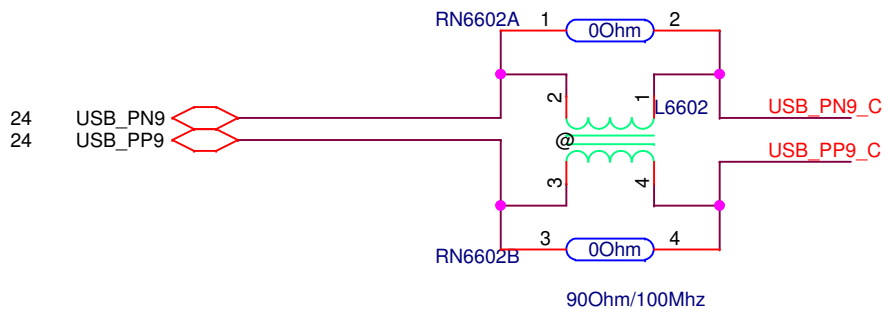 RN6602A 1 0Ohm 2
2 1 L6602
24 USB_PN9 USB_PN9_C
24 USB_PP9 @ USB_PP9_C
3 4
RN6602B 3 0Ohm 4
90Ohm/100Mhz